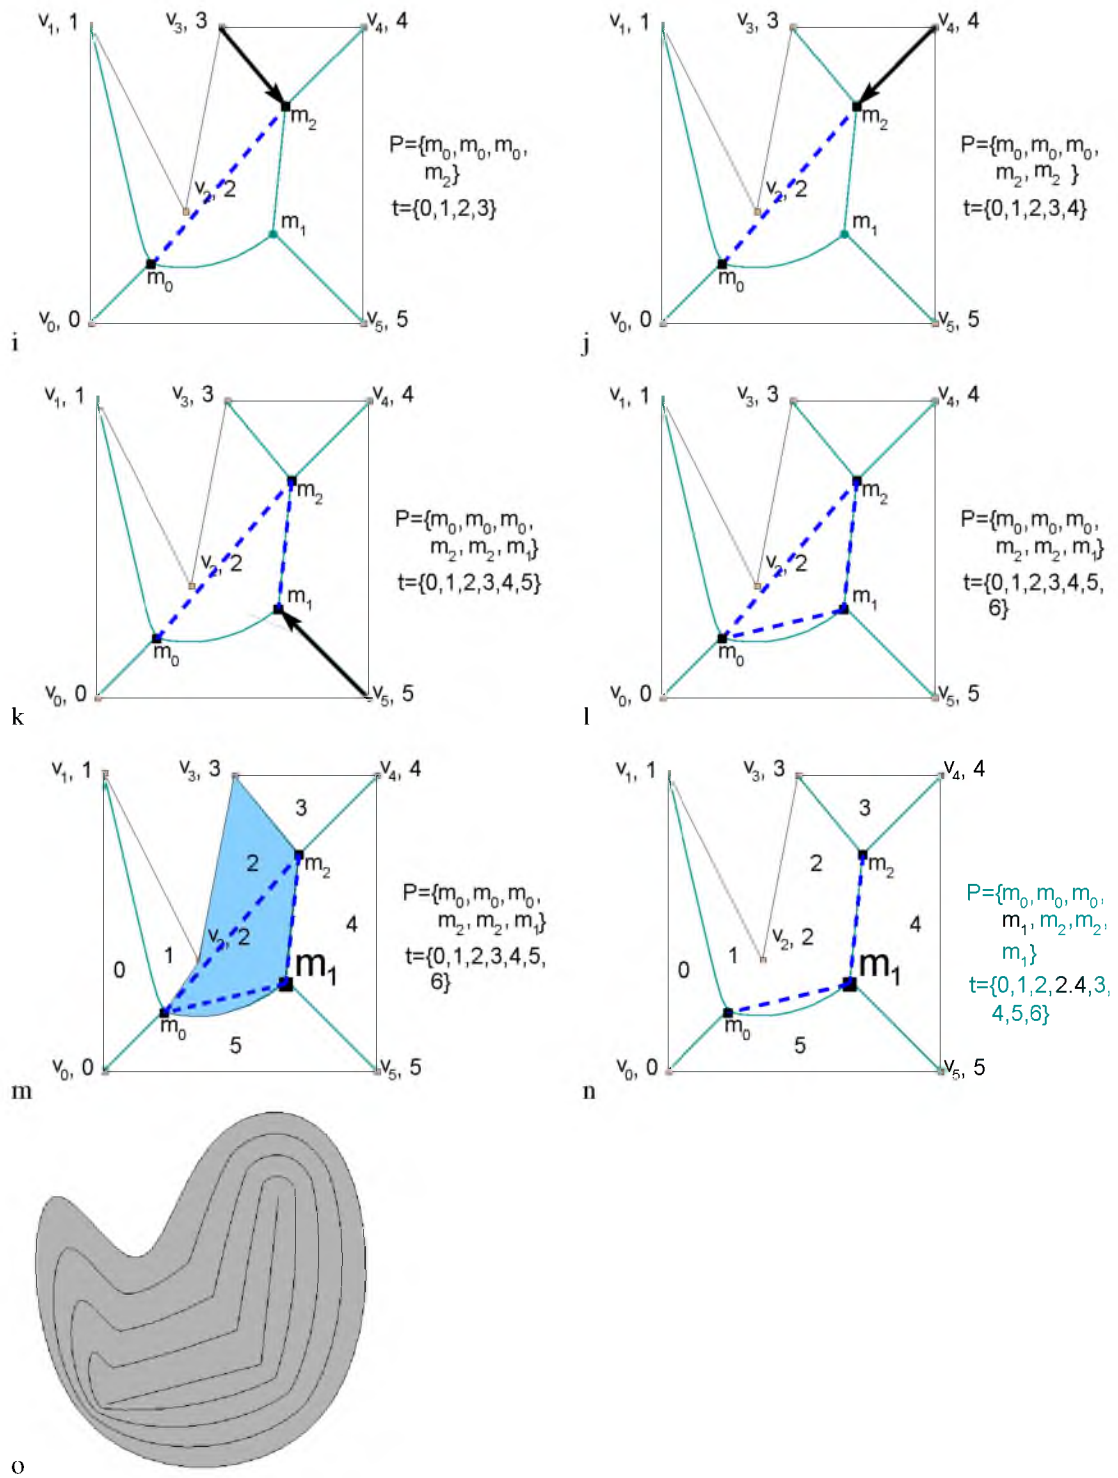 v1, 1
v3, 3
v4, 4
m2
P={m0,m0,m0,
m2}
t={0,1,2,3}
v2, 2
m1
m0
v0, 0
v5, 5
i
v1, 1
v3, 3
v4, 4
m2
P={m0,m0,m0,
m2,m2 }
t={0,1,2,3,4}
v2, 2
m1
m0
v0, 0
v5, 5
j
v1, 1
v3, 3
v4, 4
m2
P={m0,m0,m0,
m2,m2,m1}
t={0,1,2,3,4,5}
v2, 2
m1
m0
v0, 0
v5, 5
k
v1, 1
v3, 3
v4, 4
m2
P={m0,m0,m0,
m2,m2,m1}
t={0,1,2,3,4,5,
6}
v2, 2
m1
m0
v0, 0
v5, 5
l
v1, 1
v3, 3
v4, 4
3
2
m2
P={m0,m0,m0,
m2,m2,m1}
t={0,1,2,3,4,5,
6}
4
v2, 2
1
0
m1
m0
5
v0, 0
v5, 5
m
v1, 1
v3, 3
v4, 4
3
2
m2
P={m0,m0,m0,
m1,m2,m2,
m1}
t={0,1,2,2.4,3,
4,5,6}
4
v2, 2
1
0
m1
m0
5
v0, 0
v5, 5
n
o